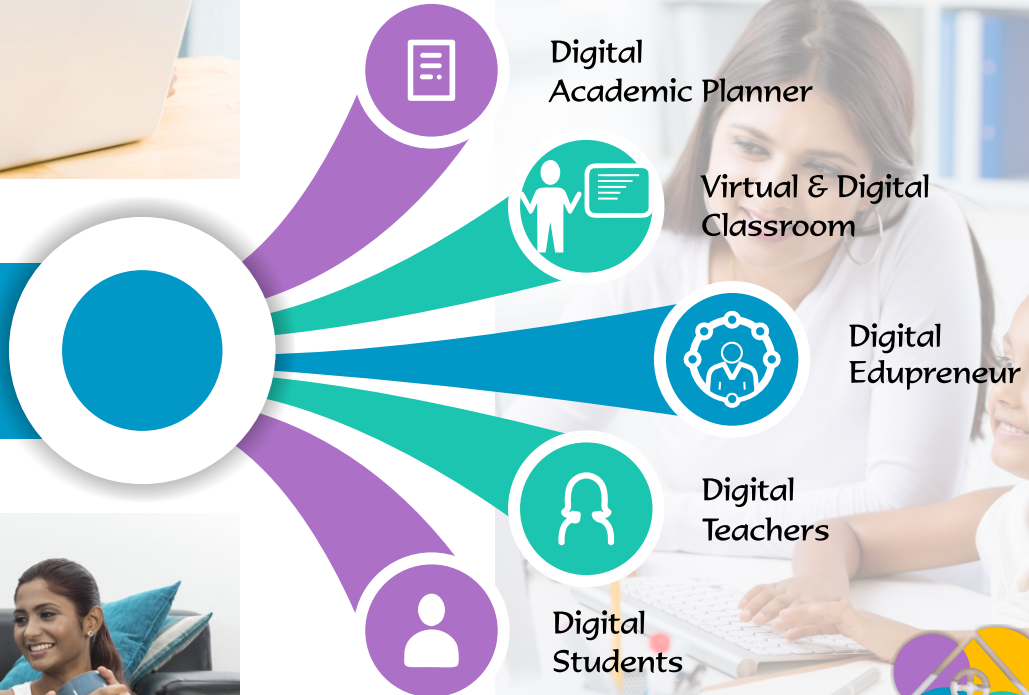 Digital
Academic Planner
Virtual & Digital
Classroom
Digital
Edupreneur
Digital
Teachers
Digital
Students